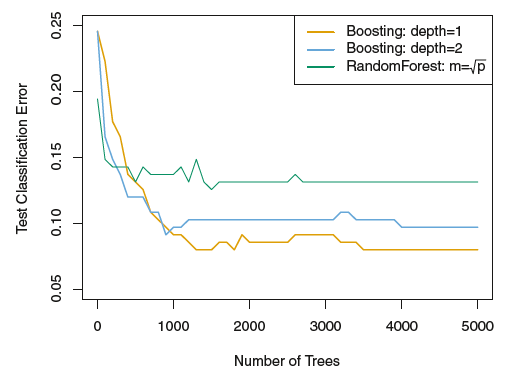 Boosting: depth=1
Boosting: depth=2
RandomForest: m=√p
Test Classification Error
0.25
0.20
0.15
0.10
0.05
0 1000 2000 3000 4000 5000
Number of Trees